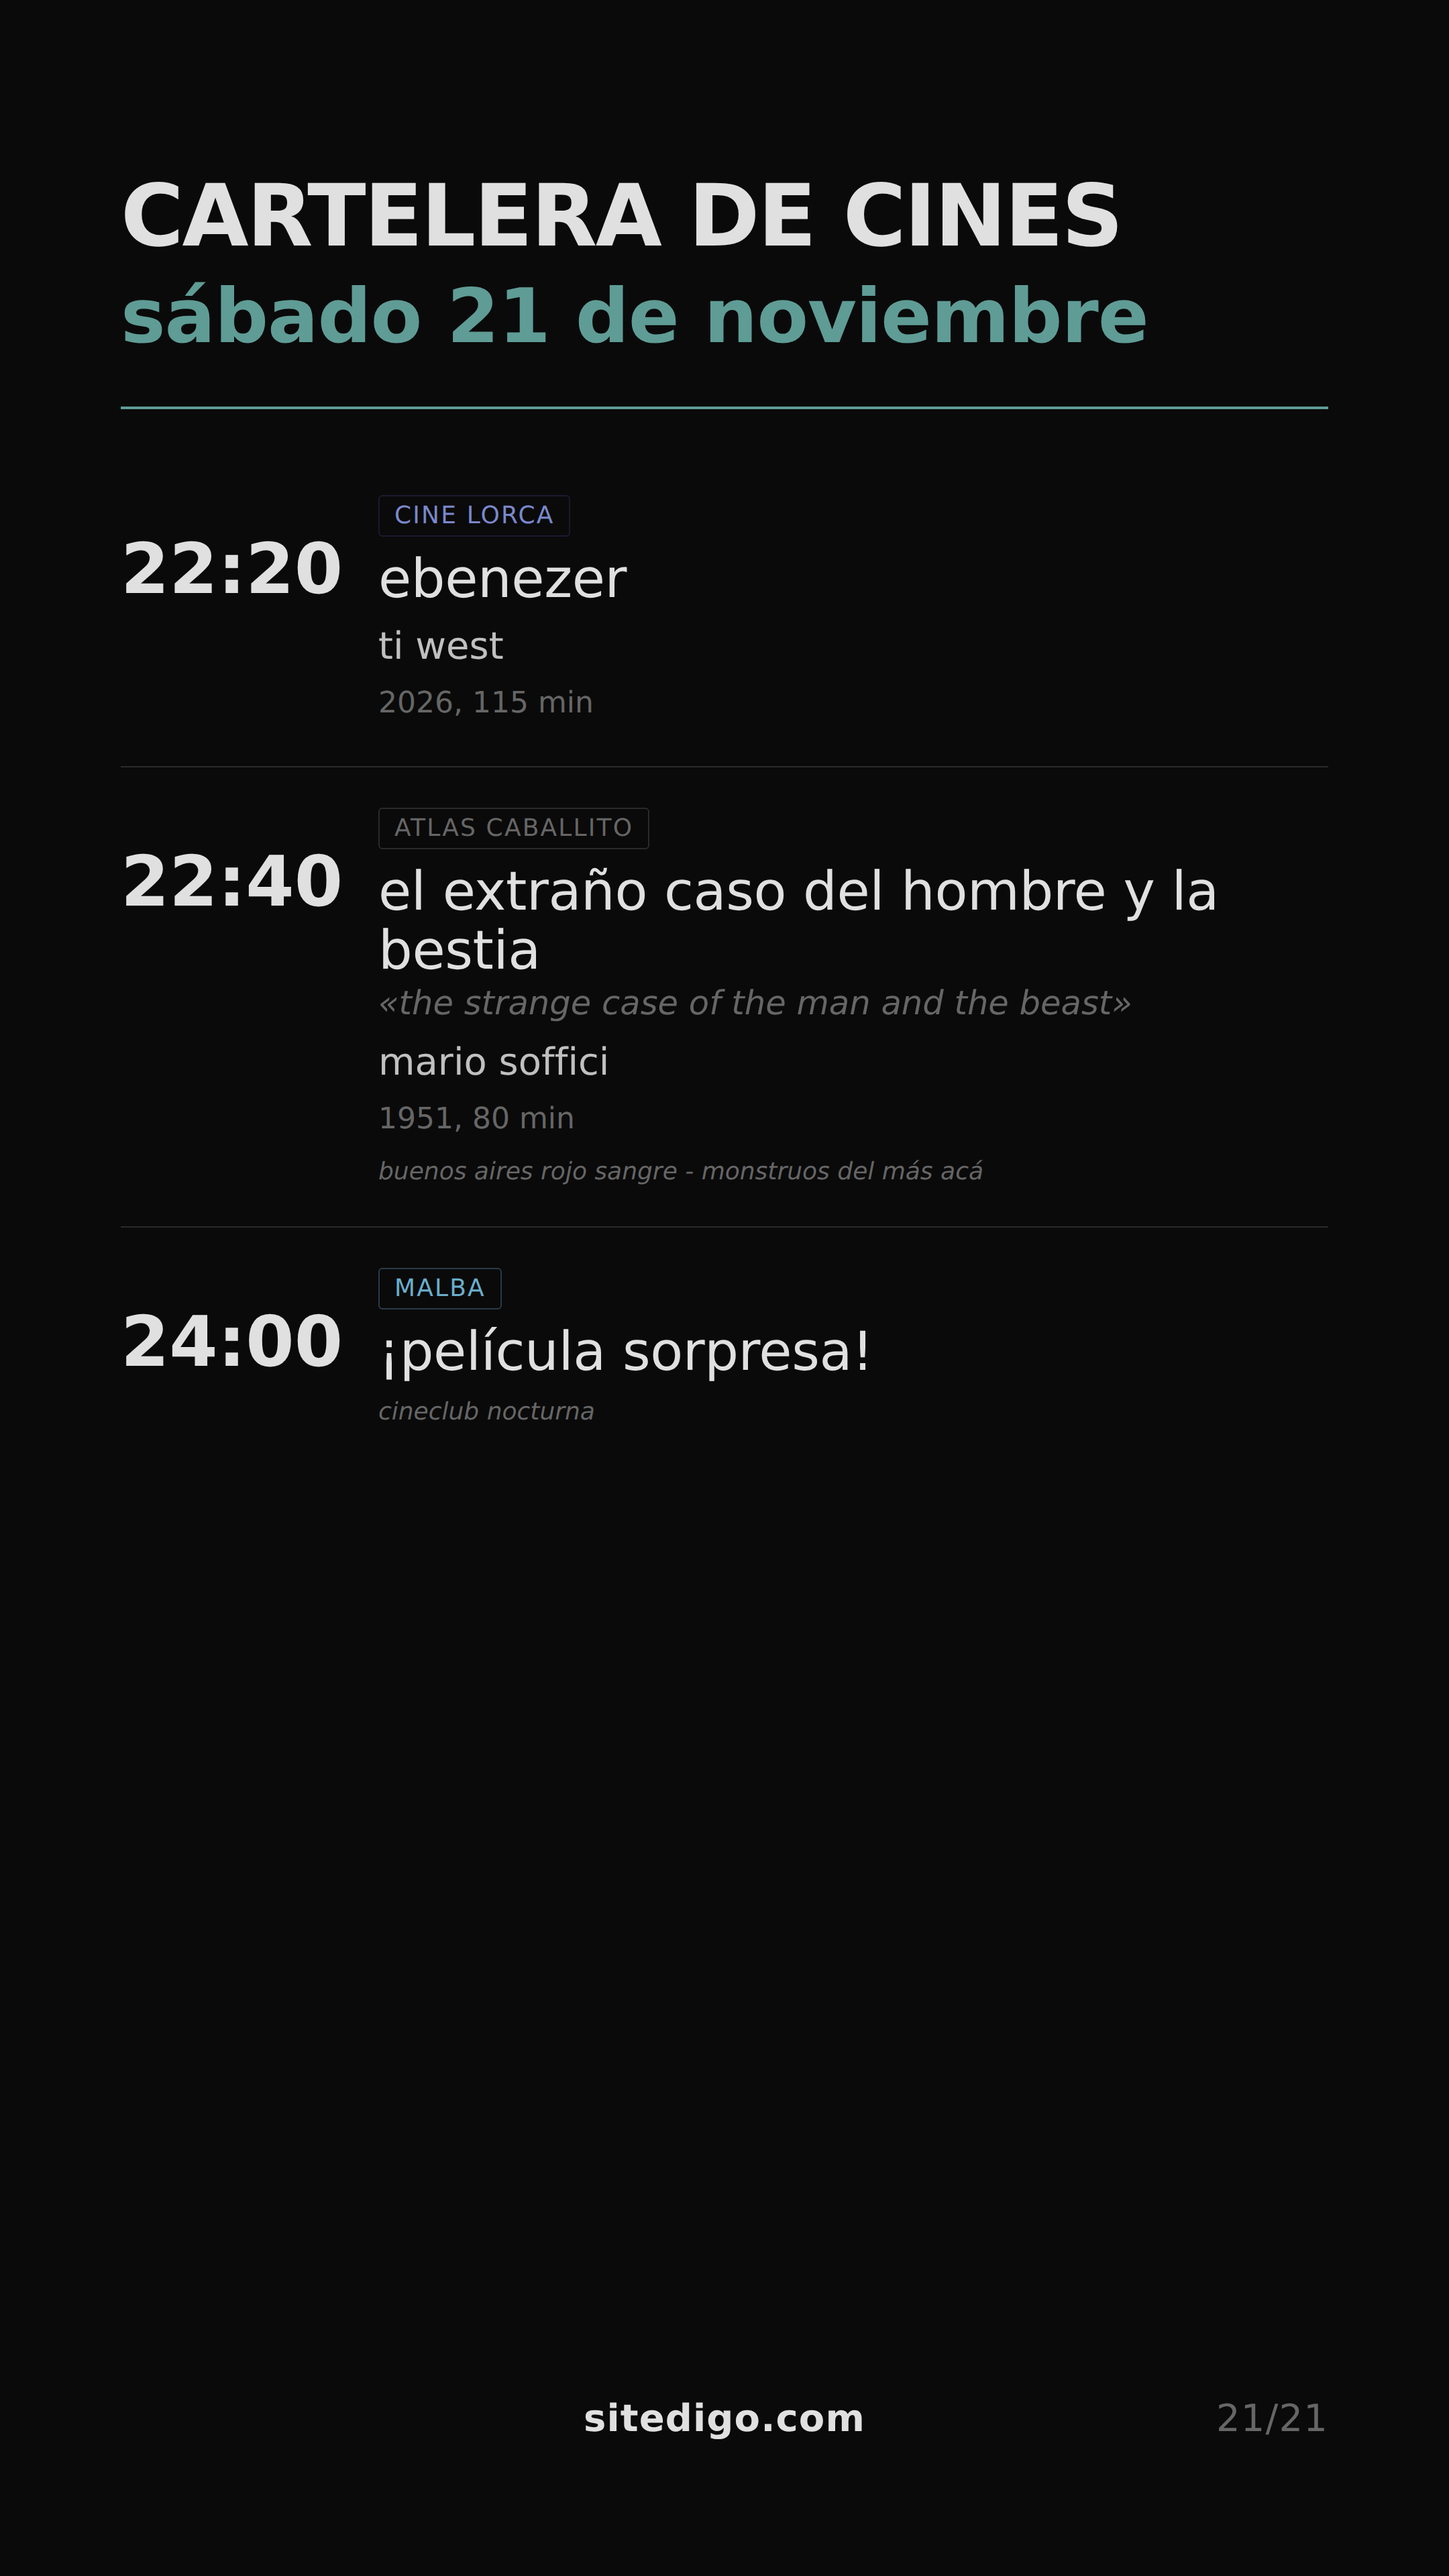 CARTELERA DE CINES
sábado 21 de noviembre
CINE LORCA
22:20
ebenezer
ti west
2026, 115 min
ATLAS CABALLITO
22:40
el extraño caso del hombre y la
bestia
«the strange case of the man and the beast»
mario soffici
1951, 80 min
buenos aires rojo sangre - monstruos del más acá
MALBA
24:00
¡película sorpresa!
cineclub nocturna
sitedigo.com
21/21